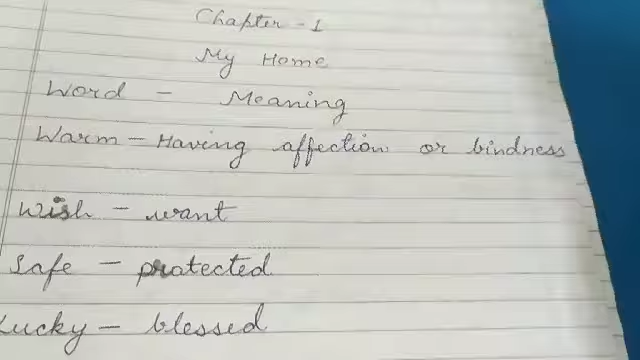 Chapter - 1
My Home
Word - Meaning
Warm - Having affection or kindness
Wish - want
Safe - protected
Lucky - blessed